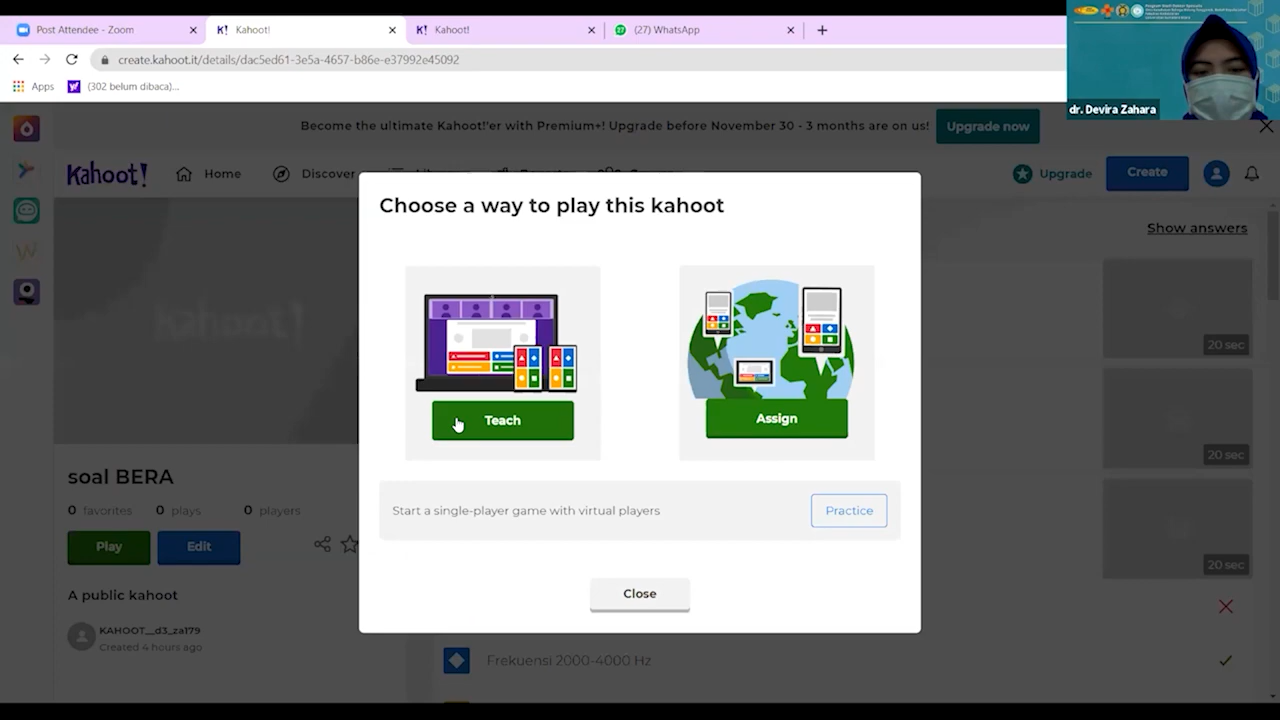 Post Attendee - Zoom
Kahoot!
Kahoot!
(27) WhatsApp
create.kahoot.it/details/dac5ed61-3e5a-4657-b86e-e37992e45092
Apps
(302 belum dibaca)...
dr. Devira Zahara
Become the ultimate Kahoot!'er with Premium+! Upgrade before November 30 - 3 months are on us!
Upgrade now
Kahoot!
Home
Discover
Upgrade
Create
Show answers
Choose a way to play this kahoot
Teach
Assign
Start a single-player game with virtual players
Practice
Close
20 sec
20 sec
20 sec
soal BERA
0 favorites 0 plays 0 players
Play
Edit
A public kahoot
KAHOOT__d3_za179
Created 4 hours ago
Frekuensi 2000-4000 Hz